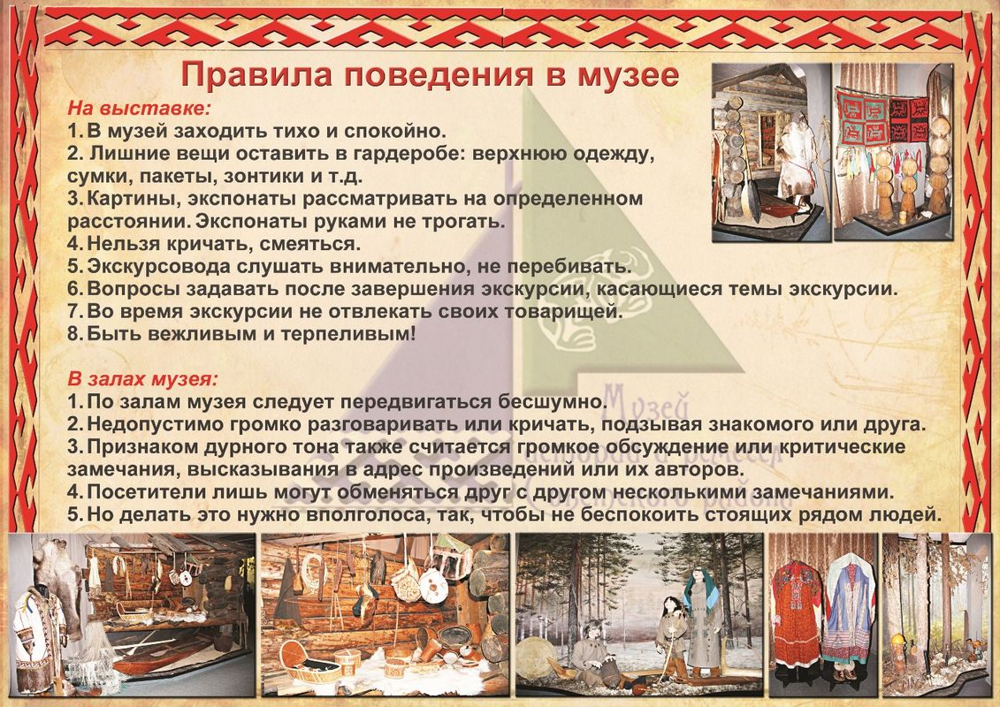 Правила поведения в музее
На выставке:
1. В музей заходить тихо и спокойно.
2. Лишние вещи оставить в гардеробе: верхнюю одежду,
сумки, пакеты, зонтики и т.д.
3. Картины, экспонаты рассматривать на определенном
расстоянии. Экспонаты руками не трогать.
4. Нельзя кричать, смеяться.
5. Экскурсовода слушать внимательно, не перебивать.
6. Вопросы задавать после завершения экскурсии, касающиеся темы экскурсии.
7. Во время экскурсии не отвлекать своих товарищей.
8. Быть вежливым и терпеливым!
В залах музея:
1. По залам музея следует передвигаться бесшумно.
Музей
2. Недопустимо громко разговаривать или кричать, подзывая знакомого или друга.
3. Признаком дурного тона также считается громкое обсуждение или критические
истории и ремесел
замечания, высказывания в адрес произведений или их авторов.
4. Посетители лишь могут обменяться друг с другом несколькими замечаниями.
Советского района
5. Но делать это нужно вполголоса, так, чтобы не беспокоить стоящих рядом людей.